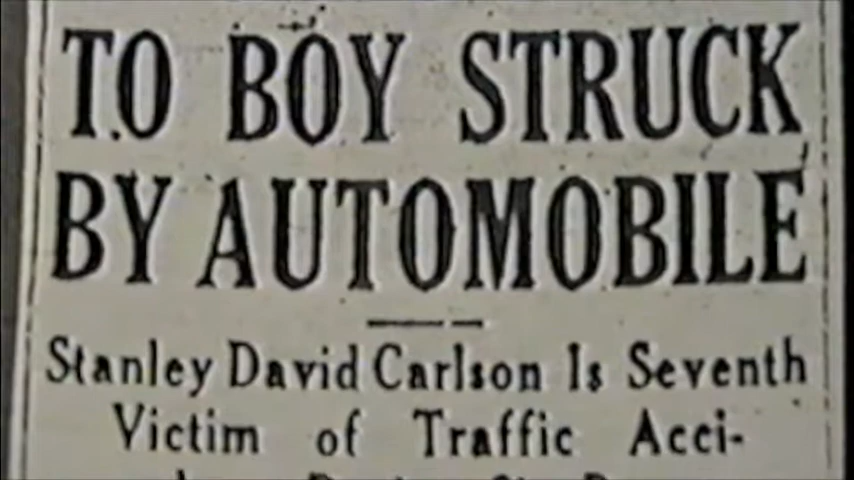 TO BOY STRUCK
BY AUTOMOBILE
Stanley David Carlson Is Seventh
Victim of Traffic Acci-